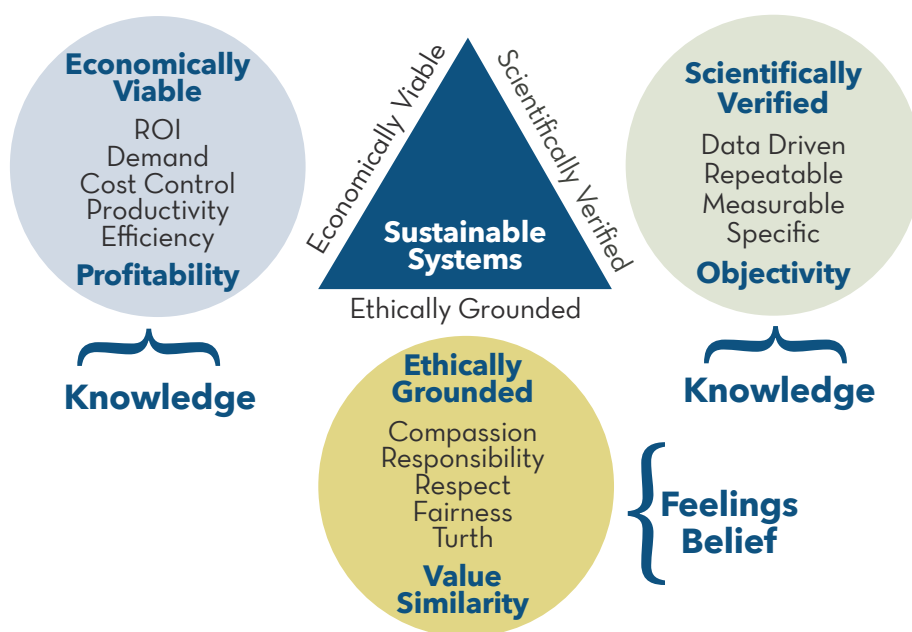 Economically
Viable
ROI
Demand
Cost Control
Productivity
Efficiency
Profitability
Knowledge
Economically Viable
Scientifically Verified
Sustainable
Systems
Ethically Grounded
Scientifically
Verified
Data Driven
Repeatable
Measurable
Specific
Objectivity
Knowledge
Ethically
Grounded
Compassion
Responsibility
Respect
Fairness
Turth
Value
Similarity
Feelings
Belief